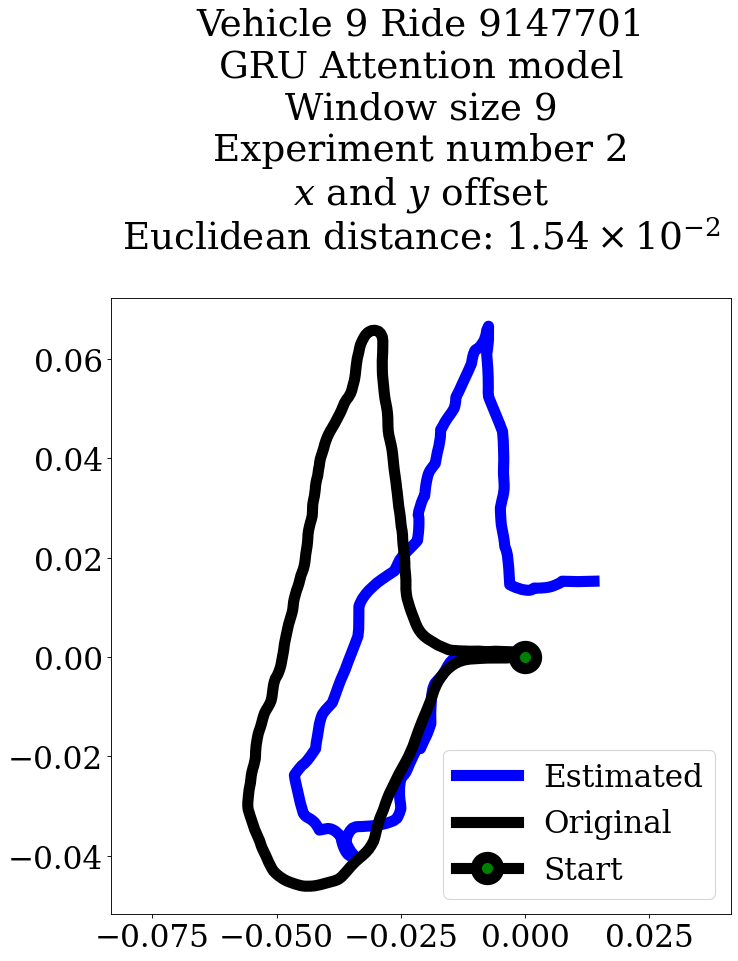 Vehicle 9 Ride 9147701
GRU Attention model
Window size 9
Experiment number 2
x and y offset
Euclidean distance: 1.54 × 10⁻²
0.06
0.04
0.02
0.00
−0.02
−0.04
Estimated
Original
Start
−0.075 −0.050 −0.025 0.000 0.025